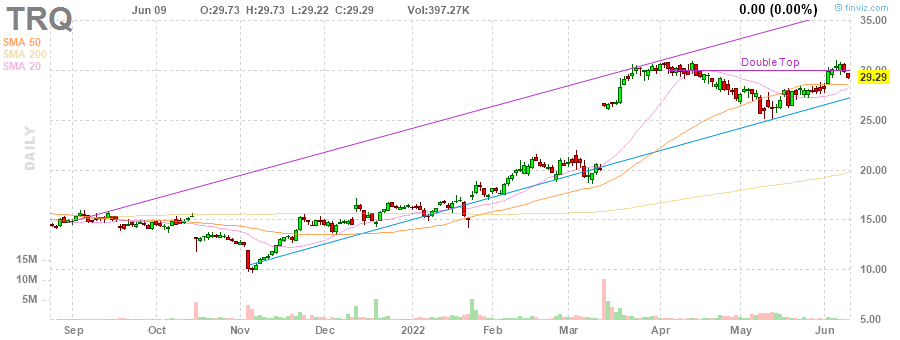 TRQ
Jun 09 O:29.73 H:29.73 L:29.22 C:29.29 Vol:397.27K
0.00 (0.00%)
finviz.com
SMA 50
SMA 200
SMA 20
DAILY
Double Top
35.00
30.00
29.29
25.00
20.00
15.00
10.00
5.00
15M
10M
5M
Sep Oct Nov Dec 2022 Feb Mar Apr May Jun